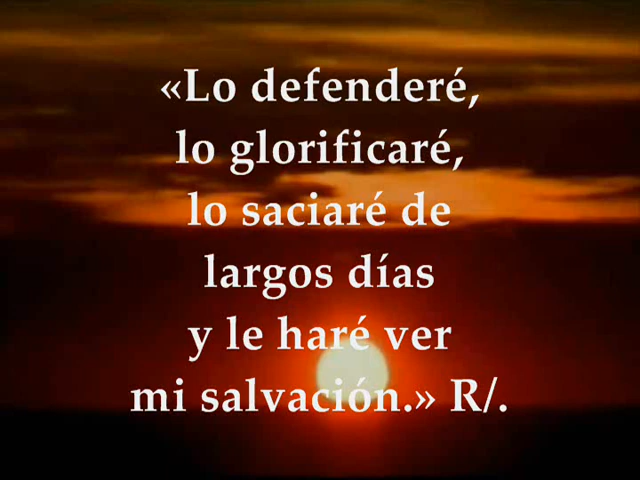 «Lo defenderé,
lo glorificaré,
lo saciaré de
largos días
y le haré ver
mi salvación.» R/.